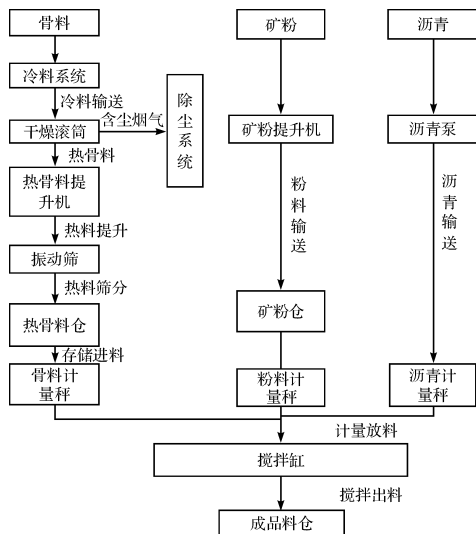 骨料
冷料系统
冷料输送
含尘烟气
干燥滚筒
热骨料
热骨料提
升机
热料提升
振动筛
热料筛分
热骨料仓
存储进料
骨料计
量秤
除
尘
系
统
矿粉
矿粉提升机
粉
料
输
送
矿粉仓
粉料计
量秤
沥青
沥青泵
沥
青
输
送
沥青计
量秤
计量放料
搅拌缸
搅拌出料
成品料仓